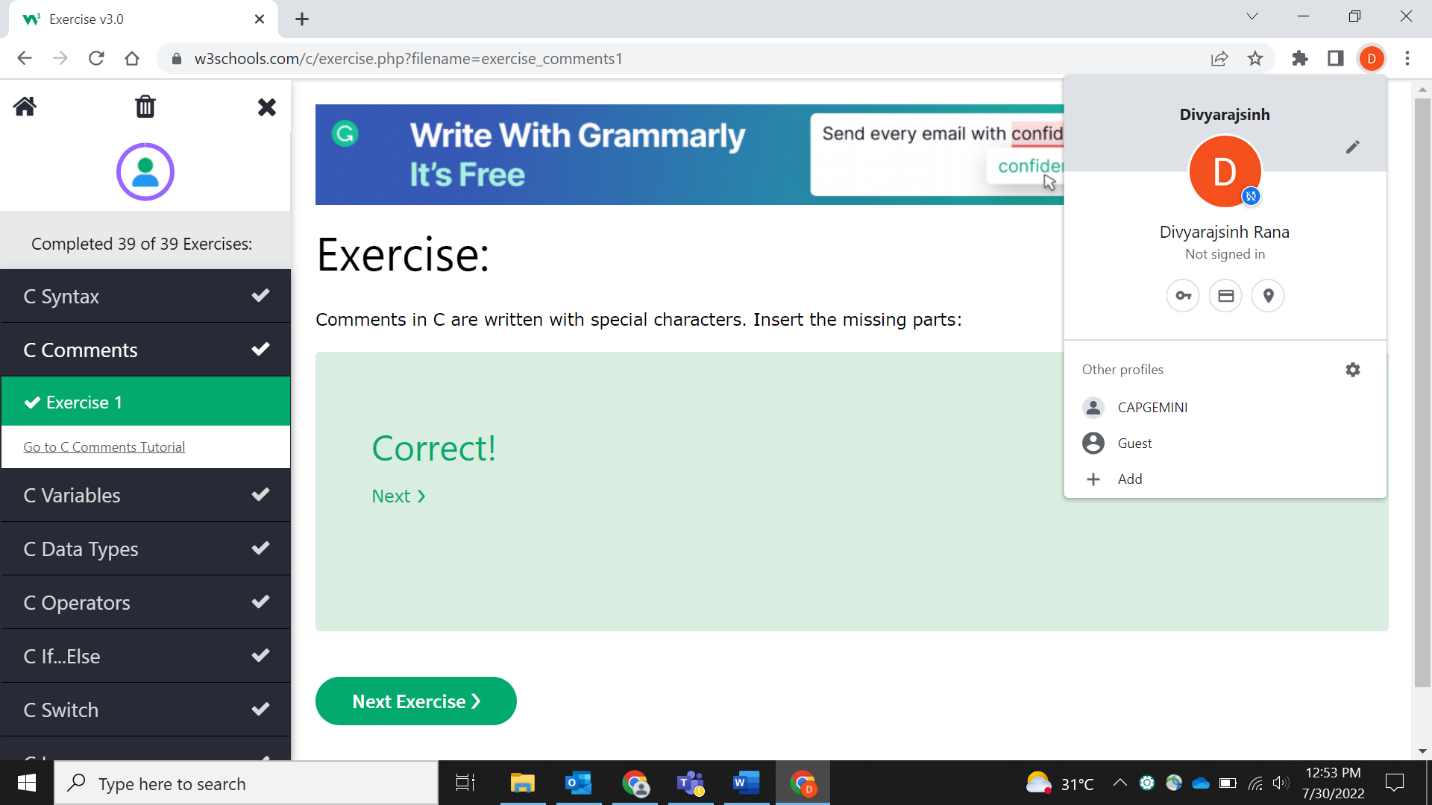 Exercise v3.0
w3schools.com/c/exercise.php?filename=exercise_comments1
D
Completed 39 of 39 Exercises:
C Syntax
C Comments
Exercise 1
Go to C Comments Tutorial
C Variables
C Data Types
C Operators
C If...Else
C Switch
Write With Grammarly
It's Free
Send every email with confid
confider
Exercise:
Comments in C are written with special characters. Insert the missing parts:
Correct!
Next ❯
Next Exercise ❯
Divyarajsinh
D
Divyarajsinh Rana
Not signed in
Other profiles
CAPGEMINI
Guest
Add
Type here to search
31°C
12:53 PM
7/30/2022